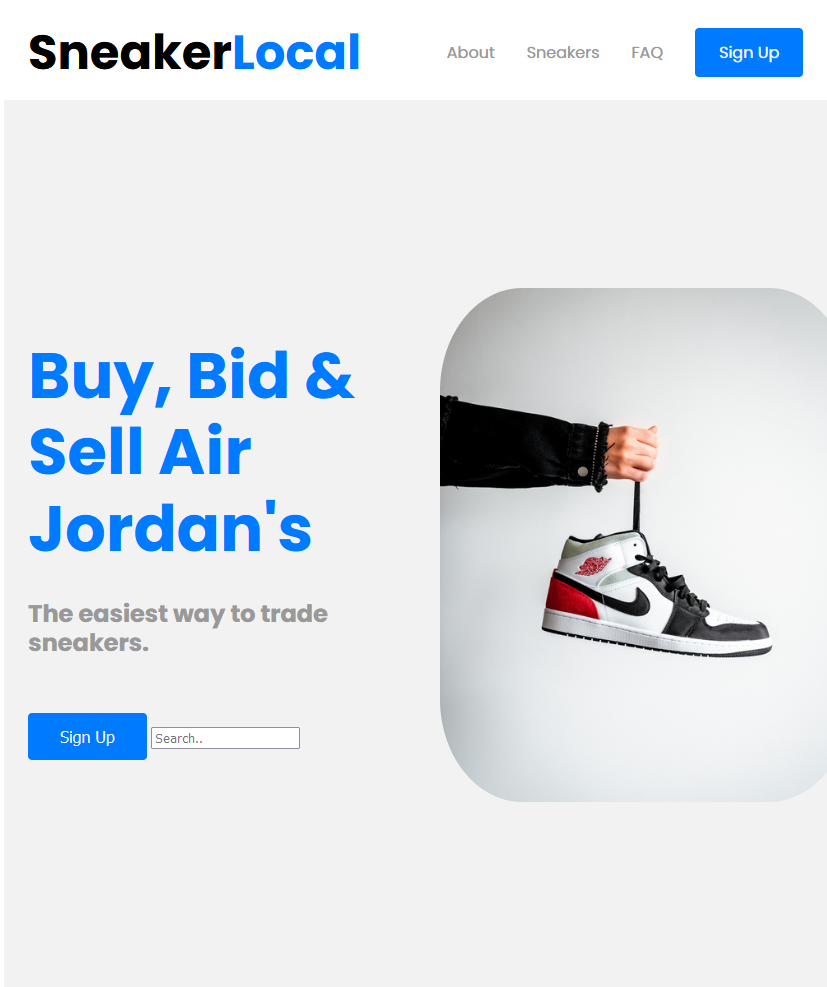 SneakerLocal
About
Sneakers
FAQ
Sign Up
Buy, Bid &
Sell Air
Jordan's
The easiest way to trade
sneakers.
Sign Up
Search..